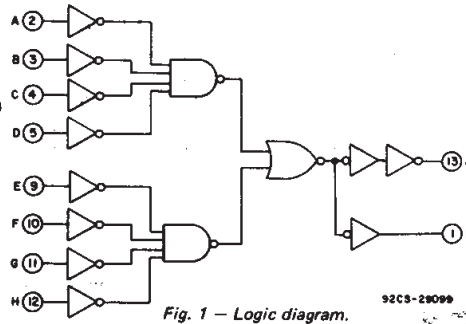 A 2
B 3
C 4
D 5
E 9
F 10
G 11
H 12
13
1
Fig. 1 — Logic diagram.
92CS-29099